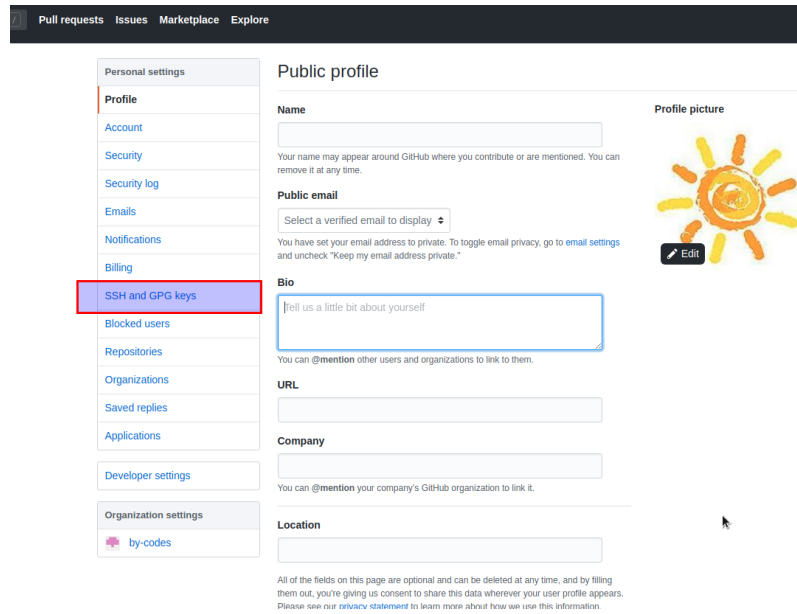 /
Pull requests Issues Marketplace Explore
Personal settings
Profile
Account
Security
Security log
Emails
Notifications
Billing
SSH and GPG keys
Blocked users
Repositories
Organizations
Saved replies
Applications
Developer settings
Organization settings
by-codes
Public profile
Name
Your name may appear around GitHub where you contribute or are mentioned. You can
remove it at any time.
Public email
Select a verified email to display
You have set your email address to private. To toggle email privacy, go to email settings
and uncheck "Keep my email address private."
Bio
Tell us a little bit about yourself
You can @mention other users and organizations to link to them.
URL
Company
You can @mention your company's GitHub organization to link it.
Location
All of the fields on this page are optional and can be deleted at any time, and by filling
them out, you're giving us consent to share this data wherever your user profile appears.
Please see our privacy statement to learn more about how we use this information.
Profile picture
Edit